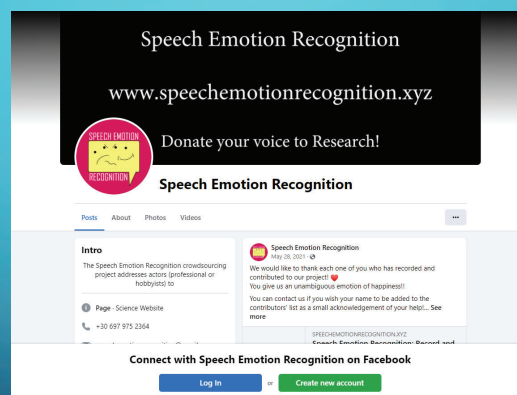 Speech Emotion Recognition
www.speechemotionrecognition.xyz
Donate your voice to Research!
SPEECH EMOTION
RECOGNITION
Speech Emotion Recognition
Posts About Photos Videos
Intro
The Speech Emotion Recognition crowdsourcing
project addresses actors (professional or
hobbyists) to
Page · Science Website
+30 697 975 2364
Speech Emotion Recognition
May 28, 2021 ·
We would like to thank each one of you who has recorded and
contributed to our project!
You give us an unambiguous emotion of happiness!!
You can contact us if you wish your name to be added to the
contributors' list as a small acknowledgement of your help!... See
more
SPEECHEMOTIONRECOGNITION.XYZ
Speech Emotion Recognition: Record and
Connect with Speech Emotion Recognition on Facebook
Log In or Create new account